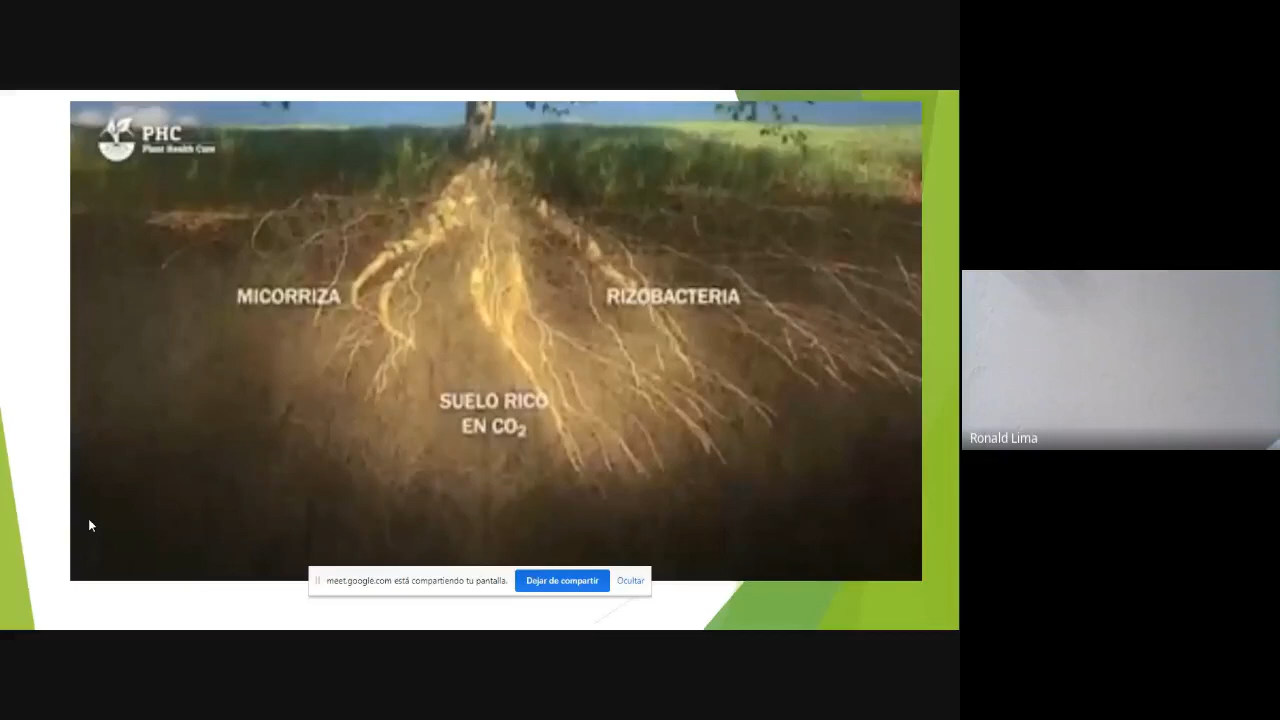 PHC
Plant Health Care
MICORRIZA
RIZOBACTERIA
SUELO RICO
EN CO₂
meet.google.com está compartiendo tu pantalla.
Dejar de compartir
Ocultar
Ronald Lima